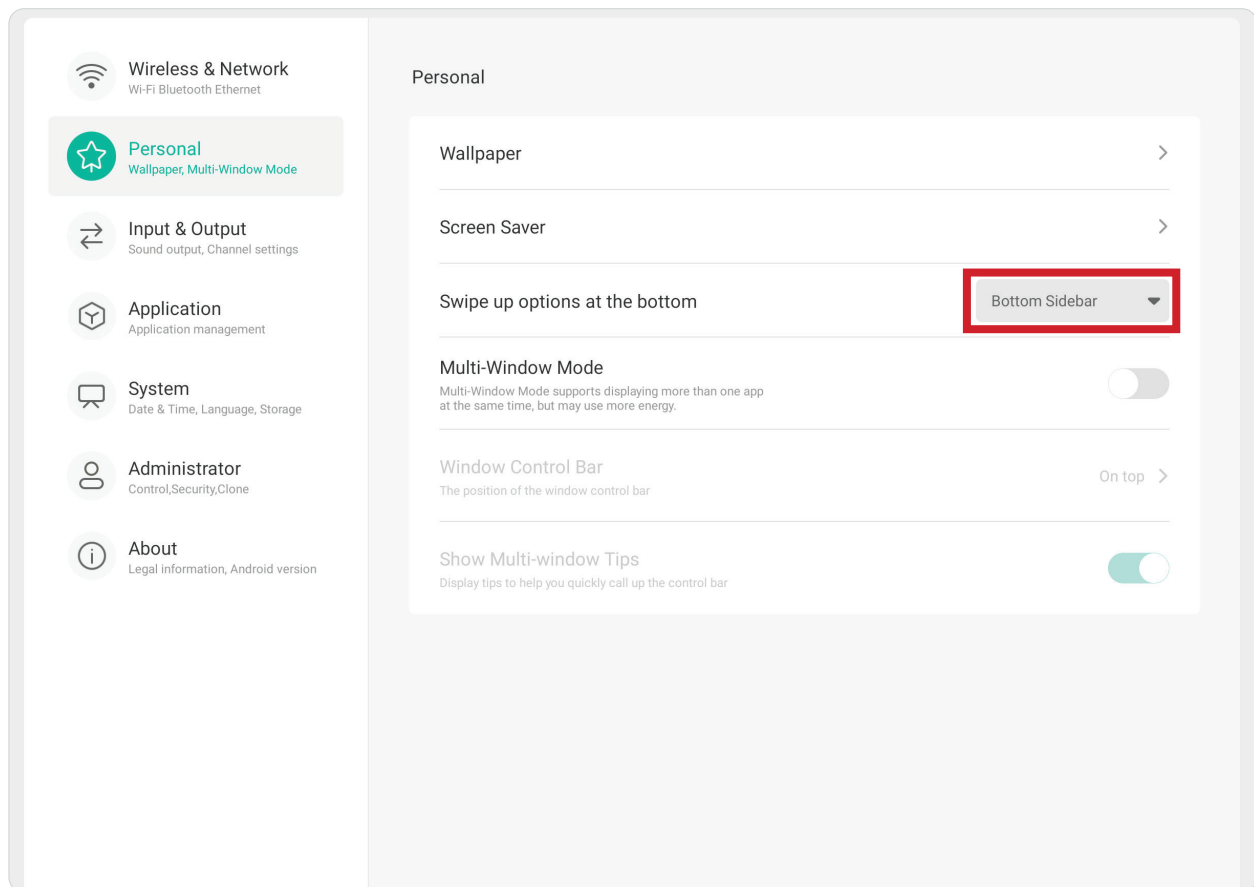 Wireless & Network
Wi-Fi Bluetooth Ethernet
Personal
Wallpaper, Multi-Window Mode
Input & Output
Sound output, Channel settings
Application
Application management
System
Date & Time, Language, Storage
Administrator
Control,Security,Clone
About
Legal information, Android version
Personal
Wallpaper
Screen Saver
Swipe up options at the bottom
Bottom Sidebar
Multi-Window Mode
Multi-Window Mode supports displaying more than one app
at the same time, but may use more energy.
Window Control Bar
The position of the window control bar
On top
Show Multi-window Tips
Display tips to help you quickly call up the control bar